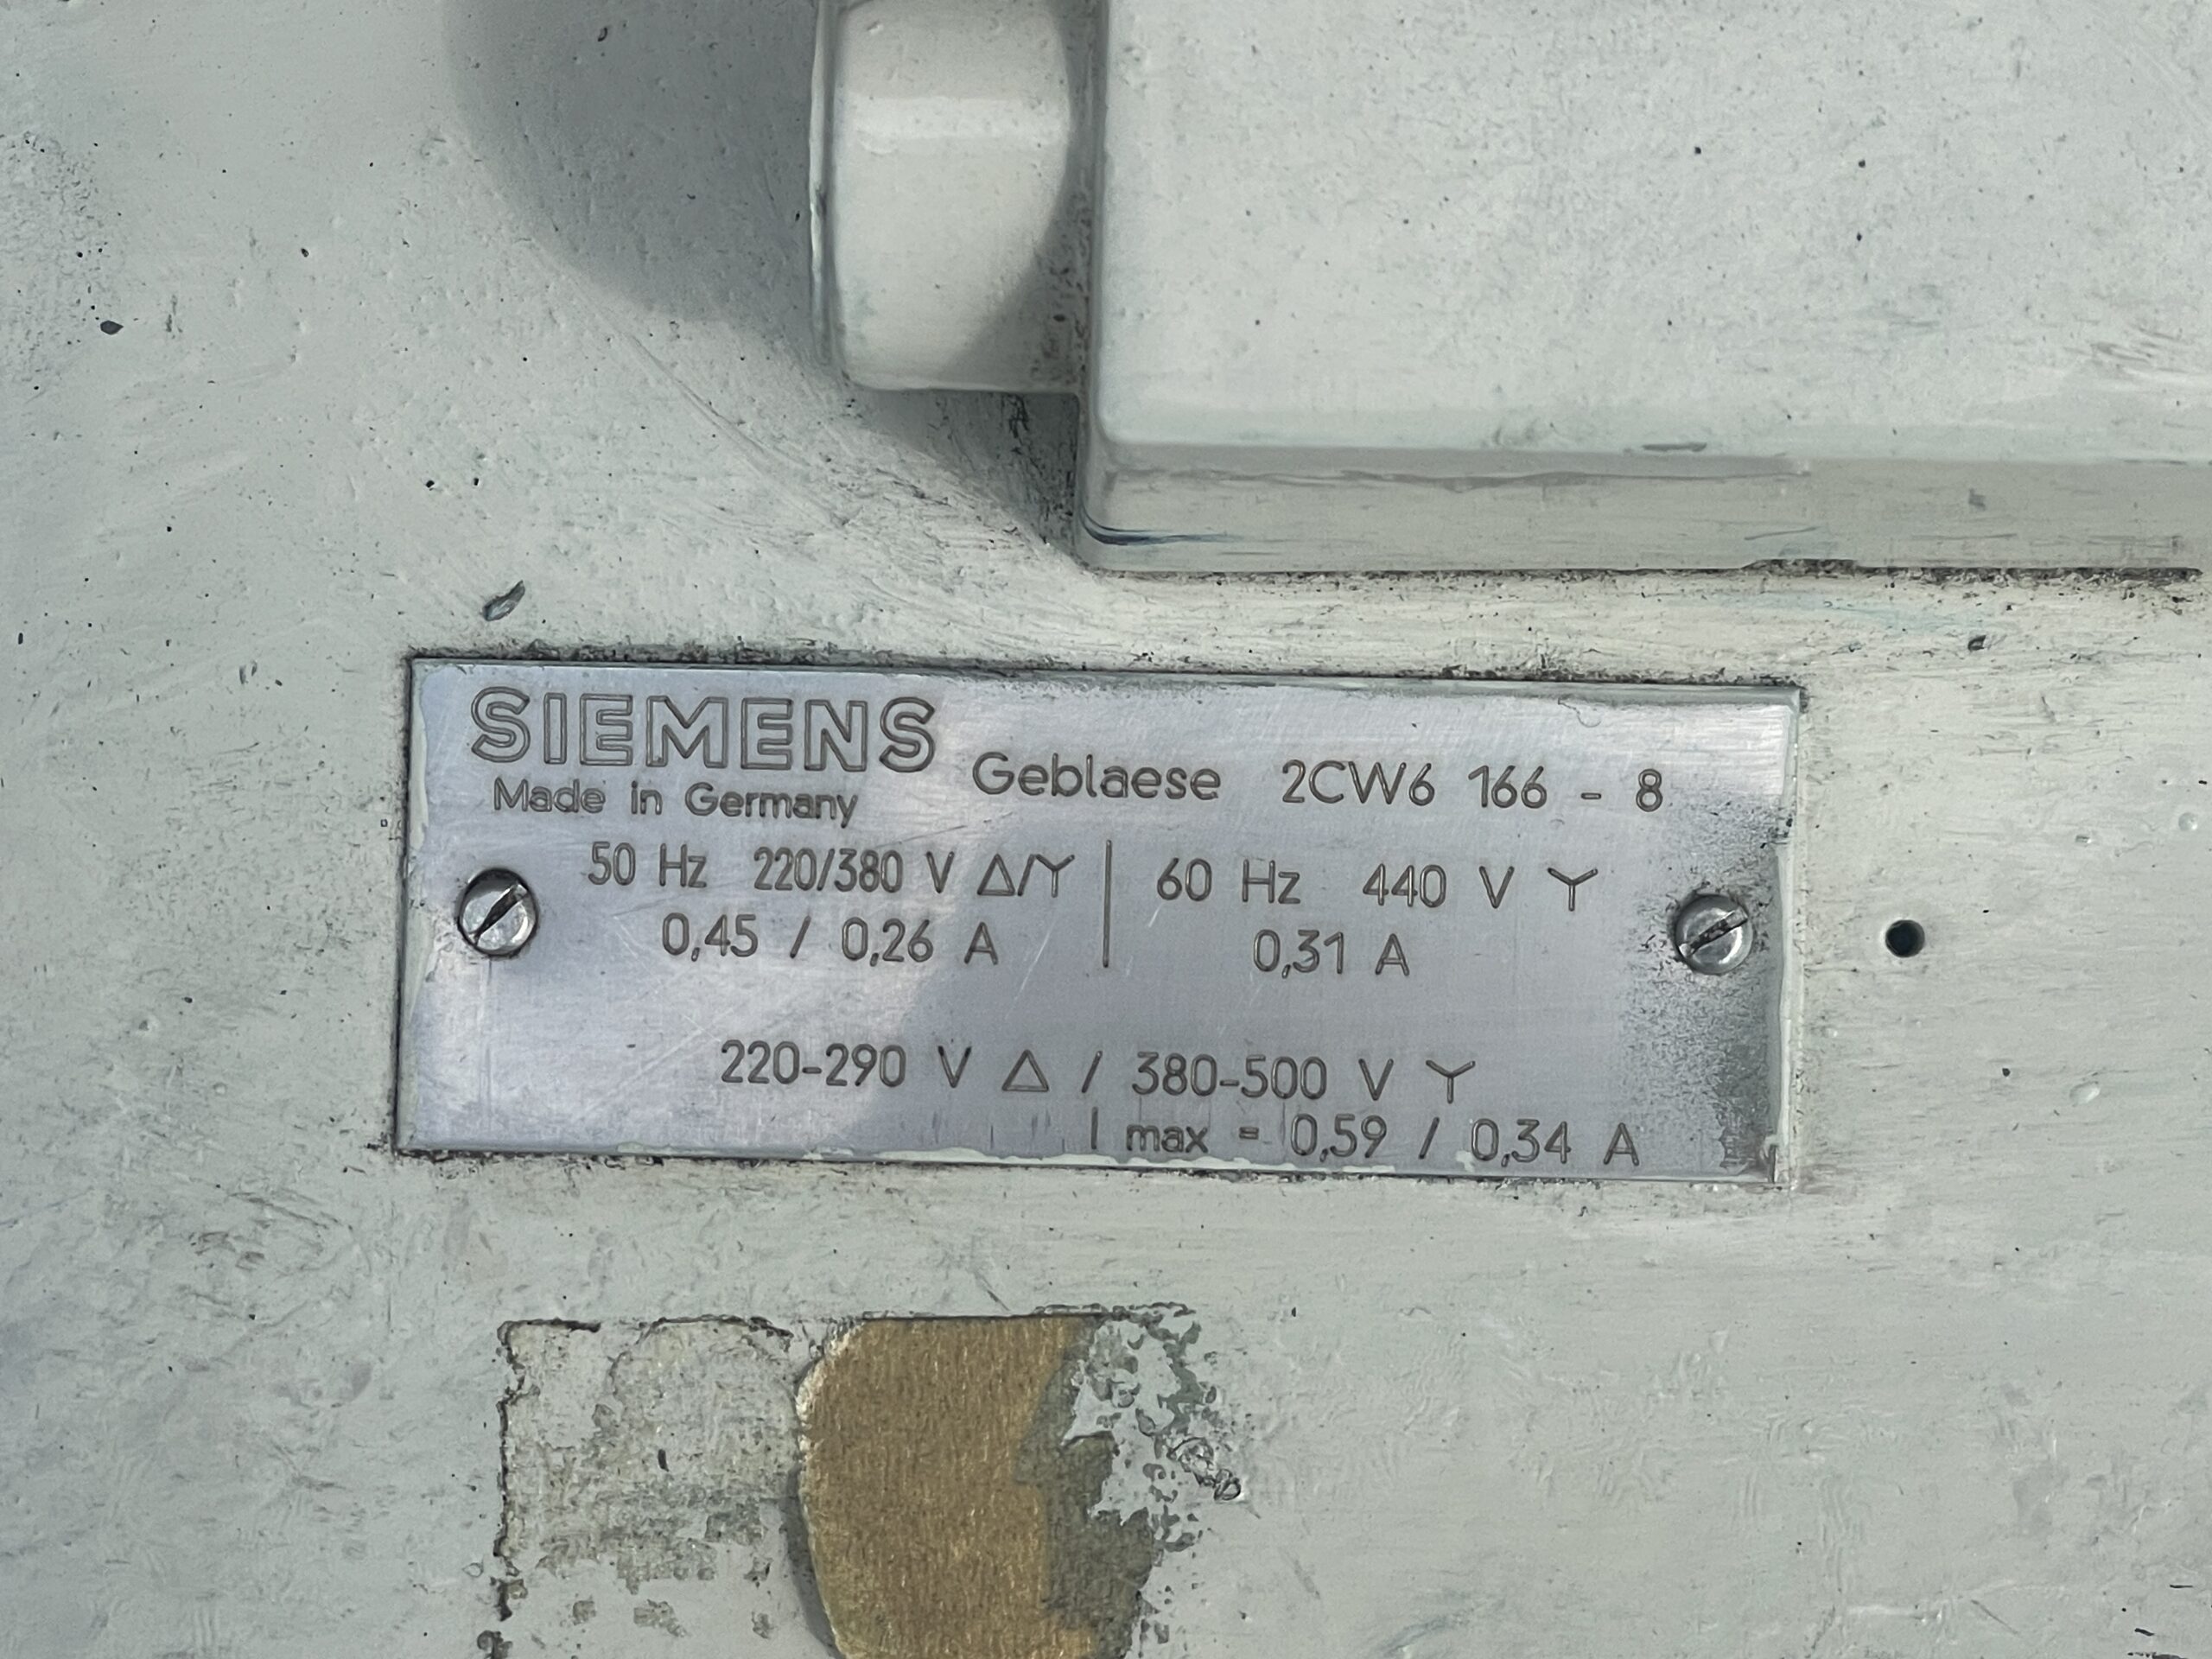 SIEMENS
Made in Germany
Geblaese 2CW6 166 - 8
50 Hz 220/380 V Δ/Y | 60 Hz 440 V Y
0,45 / 0,26 A | 0,31 A
220-290 V Δ / 380-500 V Y
I max = 0,59 / 0,34 A